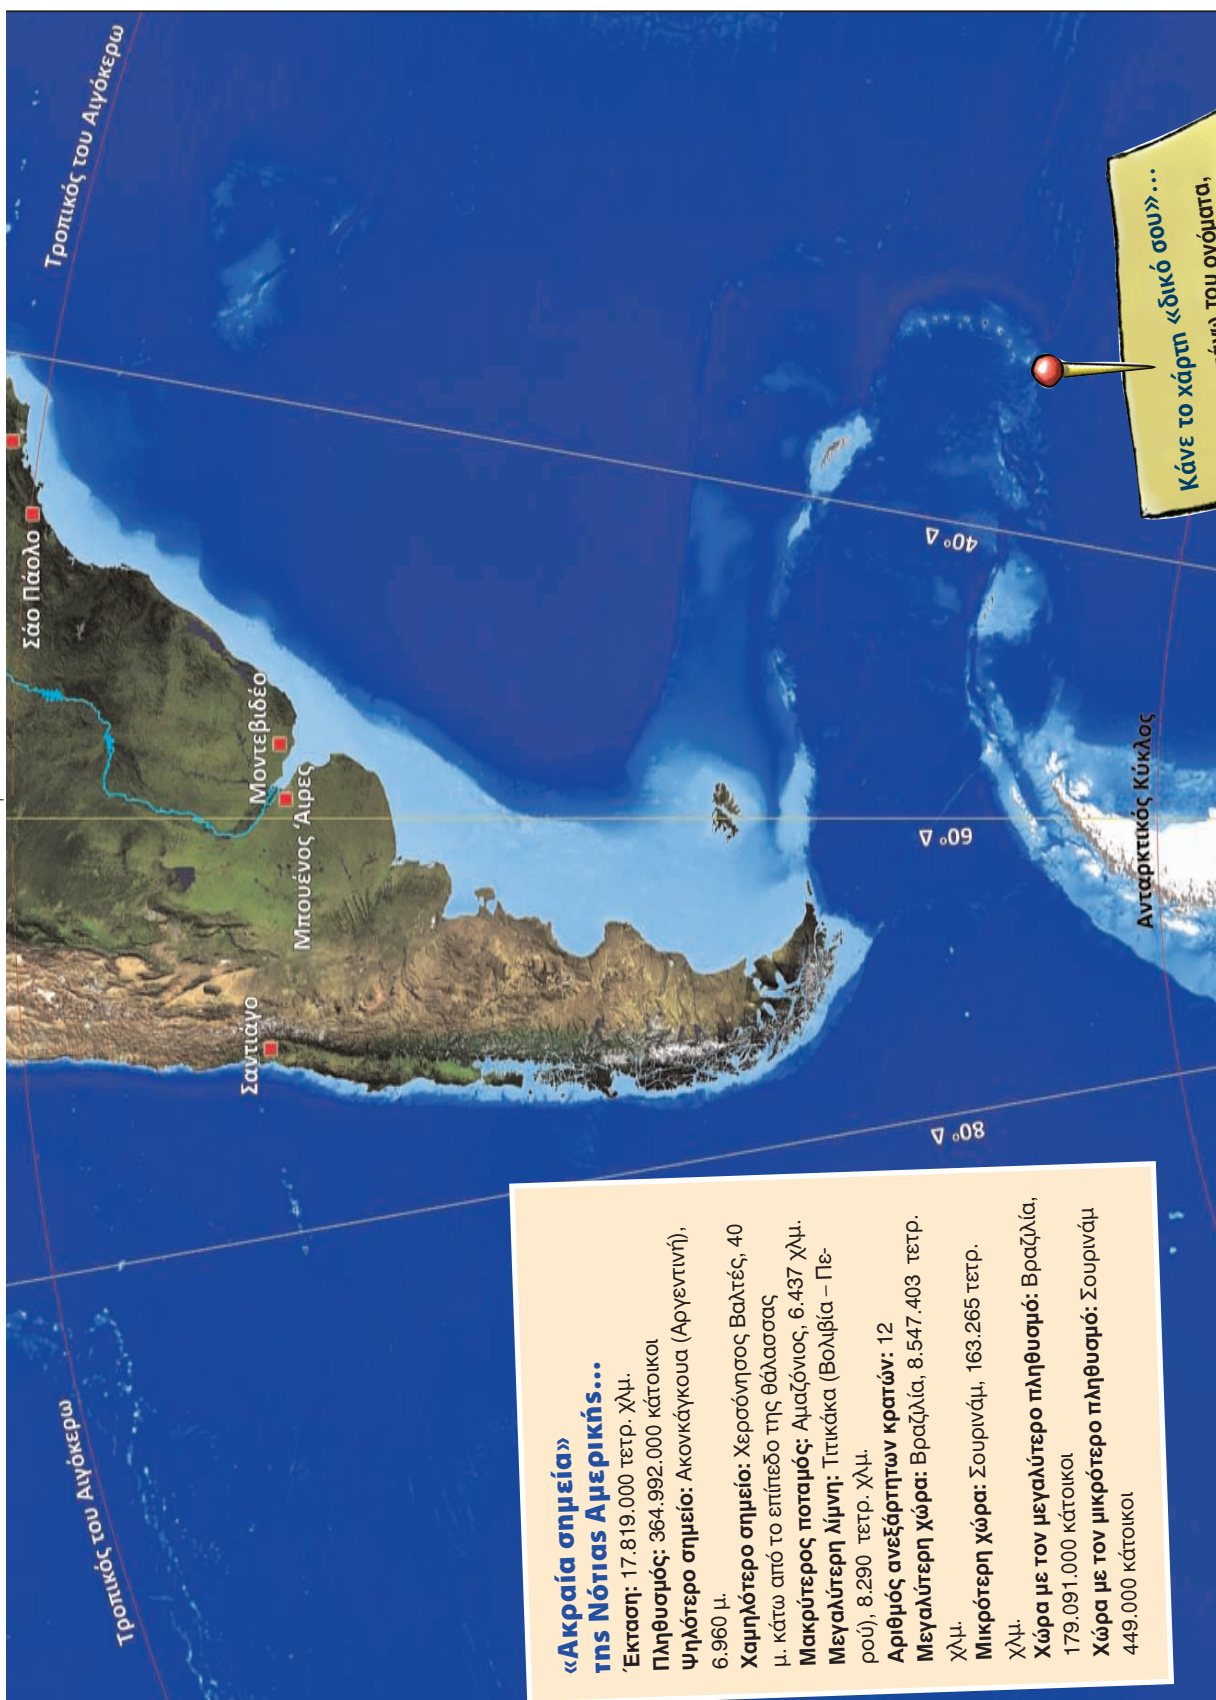 Τροπικός του Αιγόκερω
Σάο Πάολο
Μοντεβιδέο
Μπουένος Άιρες
Σαντιάγο
Τροπικός του Αιγόκερω
40° Δ
60° Δ
80° Δ
Ανταρκτικός Κύκλος
Κάνε το χάρτη «δικό σου»...
του ονόματα,
«Ακραία σημεία»
της Νότιας Αμερικής...
Έκταση: 17.819.000 τετρ. χλμ.
Πληθυσμός: 364.992.000 κάτοικοι
Ψηλότερο σημείο: Ακονκάγκουα (Αργεντινή),
6.960 μ.
Χαμηλότερο σημείο: Χερσόνησος Βαλτές, 40
μ. κάτω από το επίπεδο της θάλασσας
Μακρύτερος ποταμός: Αμαζόνιος, 6.437 χλμ.
Μεγαλύτερη λίμνη: Τιτικάκα (Βολιβία – Πε-
ρού), 8.290 τετρ. χλμ.
Αριθμός ανεξάρτητων κρατών: 12
Μεγαλύτερη χώρα: Βραζιλία, 8.547.403 τετρ.
χλμ.
Μικρότερη χώρα: Σουρινάμ, 163.265 τετρ.
χλμ.
Χώρα με τον μεγαλύτερο πληθυσμό: Βραζιλία,
179.091.000 κάτοικοι
Χώρα με τον μικρότερο πληθυσμό: Σουρινάμ
449.000 κάτοικοι